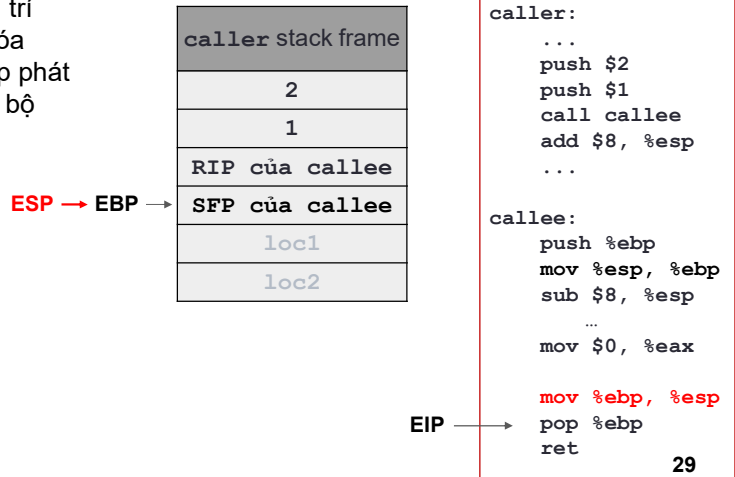 trí
óa
p phát
bộ
caller stack frame
2
1
RIP của callee
ESP → EBP → SFP của callee
loc1
loc2
caller:
...
push $2
push $1
call callee
add $8, %esp
...
callee:
push %ebp
mov %esp, %ebp
sub $8, %esp
…
mov $0, %eax
mov %ebp, %esp
EIP → pop %ebp
ret
29